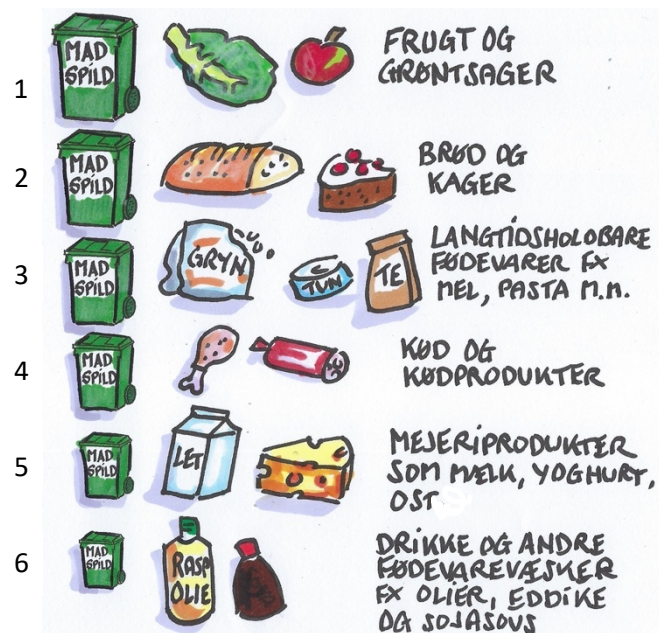 1
MAD
SPILD
FRUGT OG
GRØNTSAGER
2
MAD
SPILD
BRØD OG
KAGER
3
MAD
SPILD
GRYN
TUN
TE
LANGTIDSHOLDBARE
FØDEVARER FX
MEL, PASTA M.M.
4
MAD
SPILD
KØD OG
KØDPRODUKTER
5
MAD
SPILD
LET
MEJERIPRODUKTER
SOM MÆLK, YOGHURT,
OST
6
MAD
SPILD
RASP
OLIE
DRIKKE OG ANDRE
FØDEVAREVÆSKER
FX OLIER, EDDIKE
OG SOJASOVS